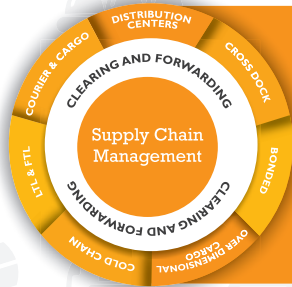 DISTRIBUTION
CENTERS
CROSS DOCK
BONDED
OVER DIMENSIONAL
CARGO
COLD CHAIN
LTL & FTL
COURIER & CARGO
CLEARING AND FORWARDING
CLEARING AND FORWARDING
Supply Chain
Management